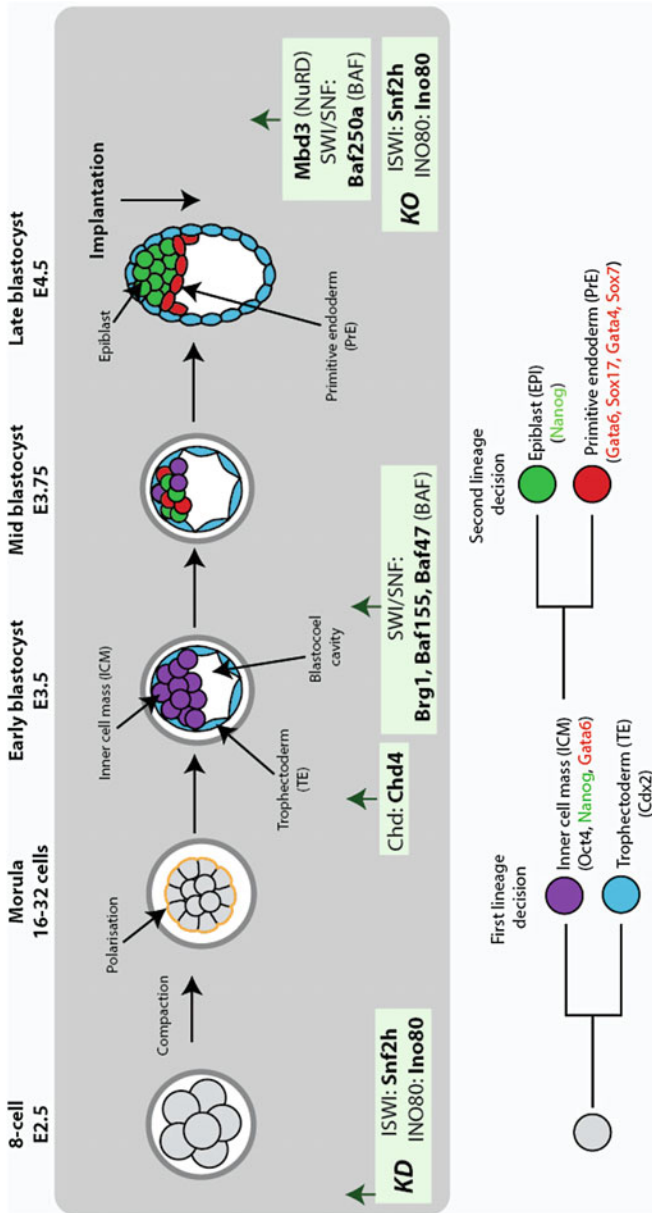 8-cell
E2.5
Morula
16-32 cells
Early blastocyst
E3.5
Mid blastocyst
E3.75
Late blastocyst
E4.5
Compaction
Polarisation
Inner cell mass (ICM)
Trophectoderm
(TE)
Blastocoel
cavity
Epiblast
Primitive endoderm
(PrE)
Implantation
KD
ISWI: Snf2h
INO80: Ino80
Chd: Chd4
SWI/SNF:
Brg1, Baf155, Baf47 (BAF)
Mbd3 (NuRD)
SWI/SNF:
Baf250a (BAF)
KO
ISWI: Snf2h
INO80: Ino80
First lineage
decision
Inner cell mass (ICM)
(Oct4, Nanog, Gata6)
Trophectoderm (TE)
(Cdx2)
Second lineage
decision
Epiblast (EPI)
(Nanog)
Primitive endoderm (PrE)
(Gata6, Sox17, Gata4, Sox7)